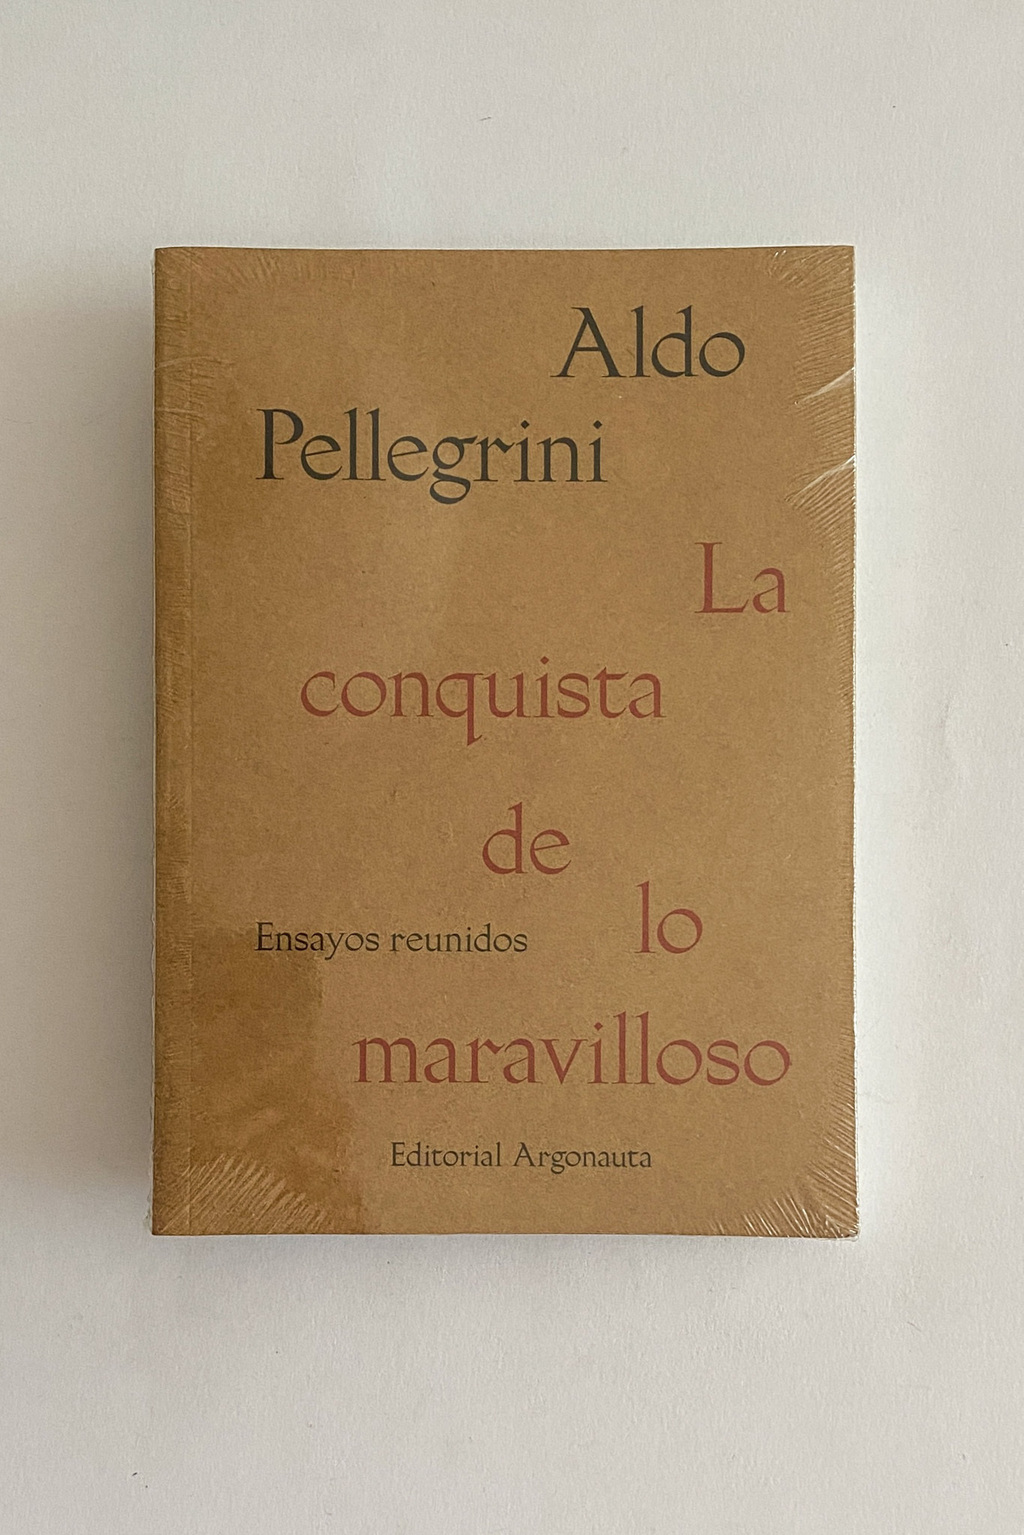 Aldo
Pellegrini
La
conquista
de
lo
Ensayos reunidos
maravilloso
Editorial Argonauta